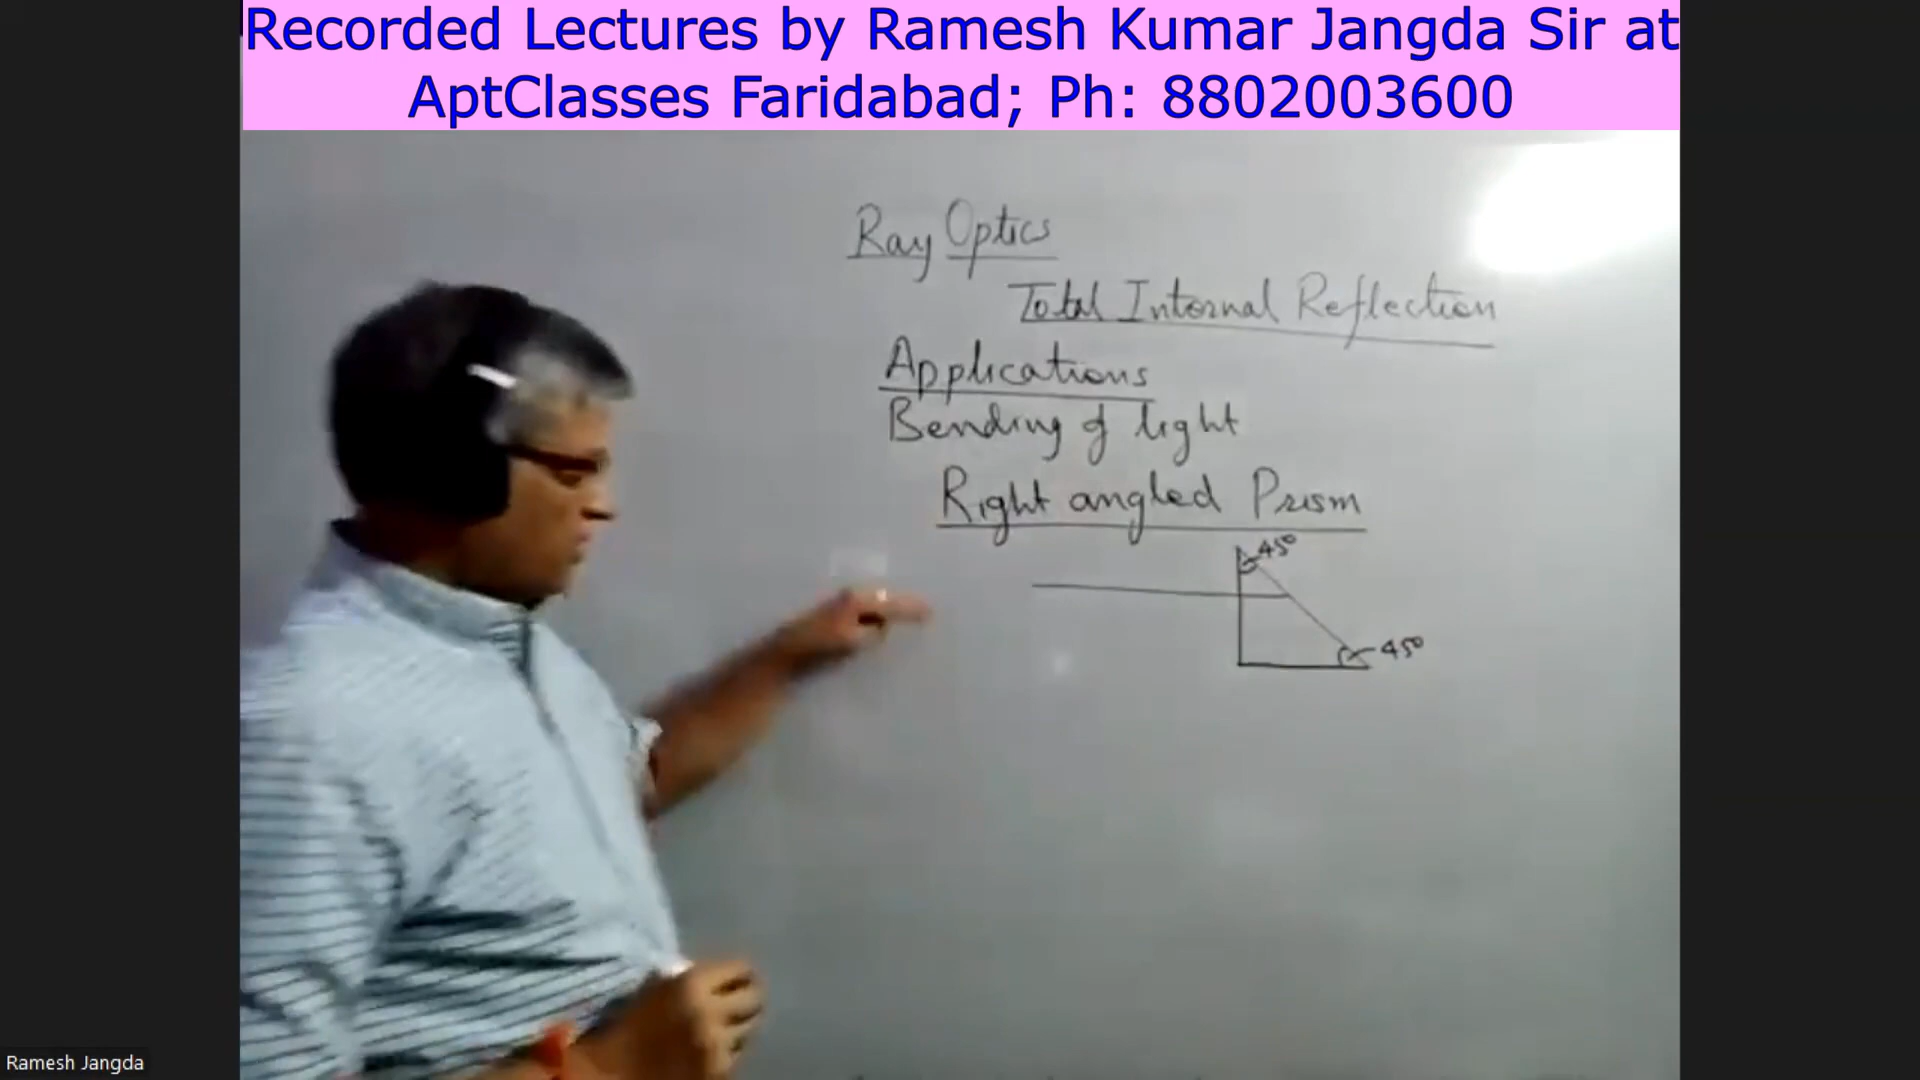 Recorded Lectures by Ramesh Kumar Jangda Sir at
AptClasses Faridabad; Ph: 8802003600
Ray Optics
Total Internal Reflection
Applications
Bending of light
Right angled Prism
45°
45°
Ramesh Jangda